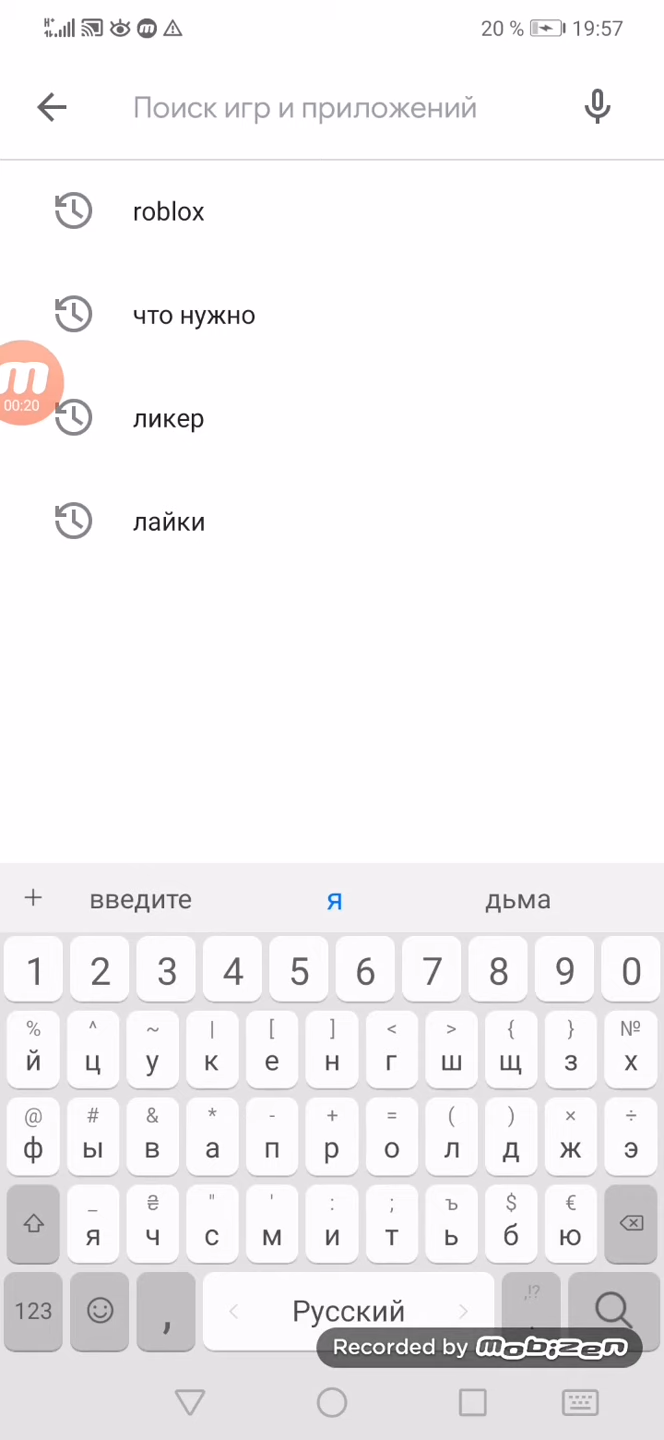 H+ 20 % 19:57
Поиск игр и приложений
roblox
что нужно
m
00:20
ликер
лайки
+ введите я дьма
1 2 3 4 5 6 7 8 9 0
% ^ ~ | [ ] < > { } №
й ц у к е н г ш щ з х
@ # & * - + = ( ) × ÷
ф ы в а п р о л д ж э
_ ₴ " ' : ; ъ $ €
я ч с м и т ь б ю
,!?
123 , < Русский > .
Recorded by mobizen